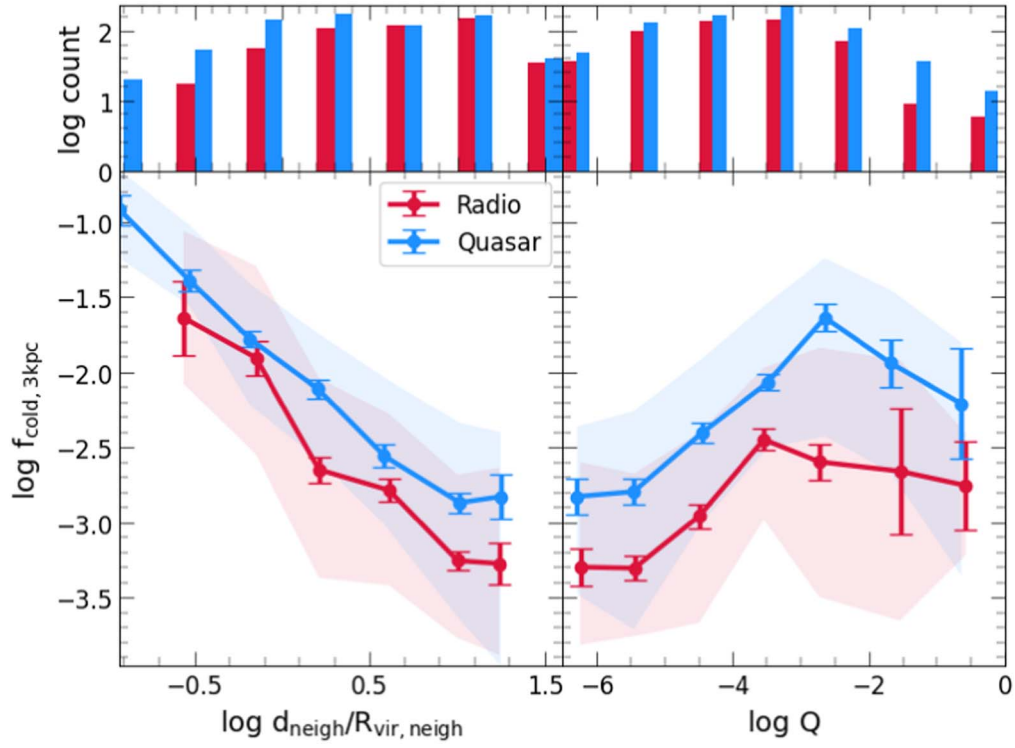 log count
2
1
0
Radio
Quasar
log f_cold, 3kpc
−1.0
−1.5
−2.0
−2.5
−3.0
−3.5
−0.5 0.5 1.5
−6 −4 −2 0
log d_neigh/R_vir, neigh
log Q